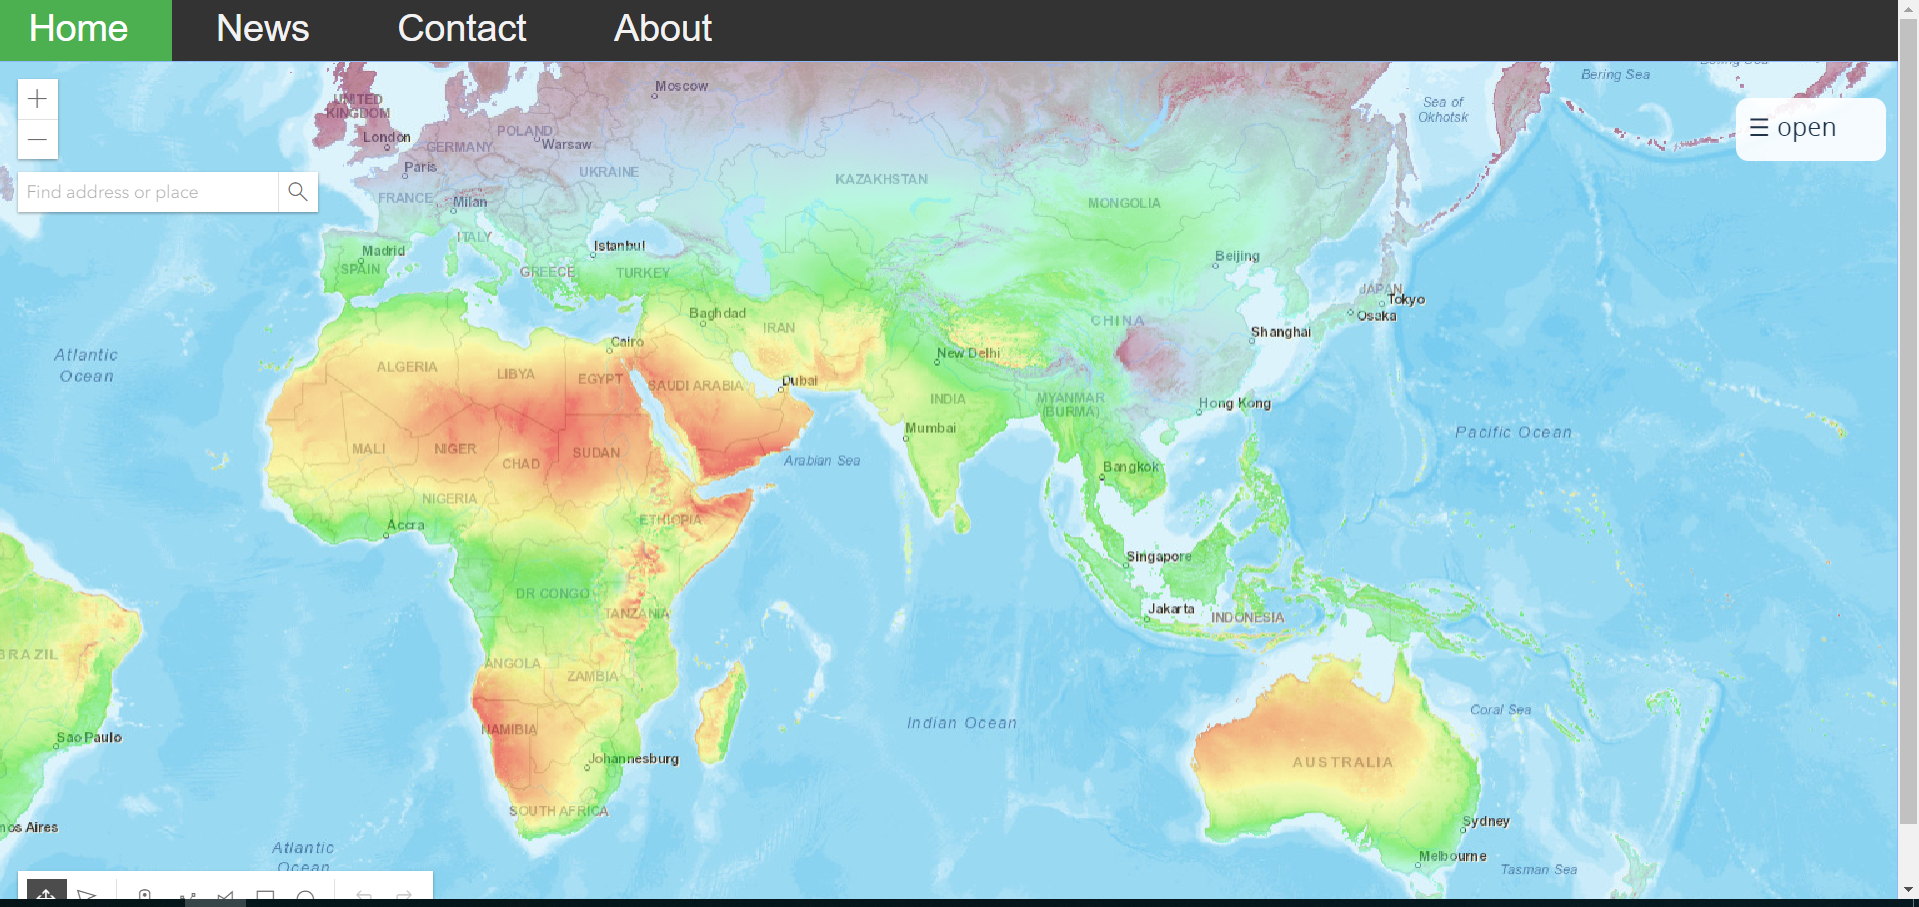 Home News Contact About
Bering Sea
Moscow
UNITED
KINGDOM
Sea of
Okhotsk
open
London
POLAND
Warsaw
GERMANY
Paris
UKRAINE
KAZAKHSTAN
Find address or place
FRANCE
Milan
MONGOLIA
ITALY
Istanbul
Madrid
SPAIN
GREECE
TURKEY
Beijing
JAPAN
Tokyo
Osaka
Baghdad
IRAN
CHINA
Shanghai
Cairo
New Delhi
Atlantic
Ocean
ALGERIA
LIBYA
EGYPT
SAUDI ARABIA
Dubai
INDIA
MYANMAR
(BURMA)
Hong Kong
Mumbai
Pacific Ocean
MALI
NIGER
CHAD
SUDAN
Arabian Sea
Bangkok
NIGERIA
Accra
ETHIOPIA
Singapore
DR CONGO
TANZANIA
Jakarta
INDONESIA
BRAZIL
ANGOLA
ZAMBIA
NAMIBIA
Indian Ocean
Coral Sea
Sao Paulo
Johannesburg
AUSTRALIA
SOUTH AFRICA
nos Aires
Sydney
Atlantic
Ocean
Melbourne
Tasman Sea